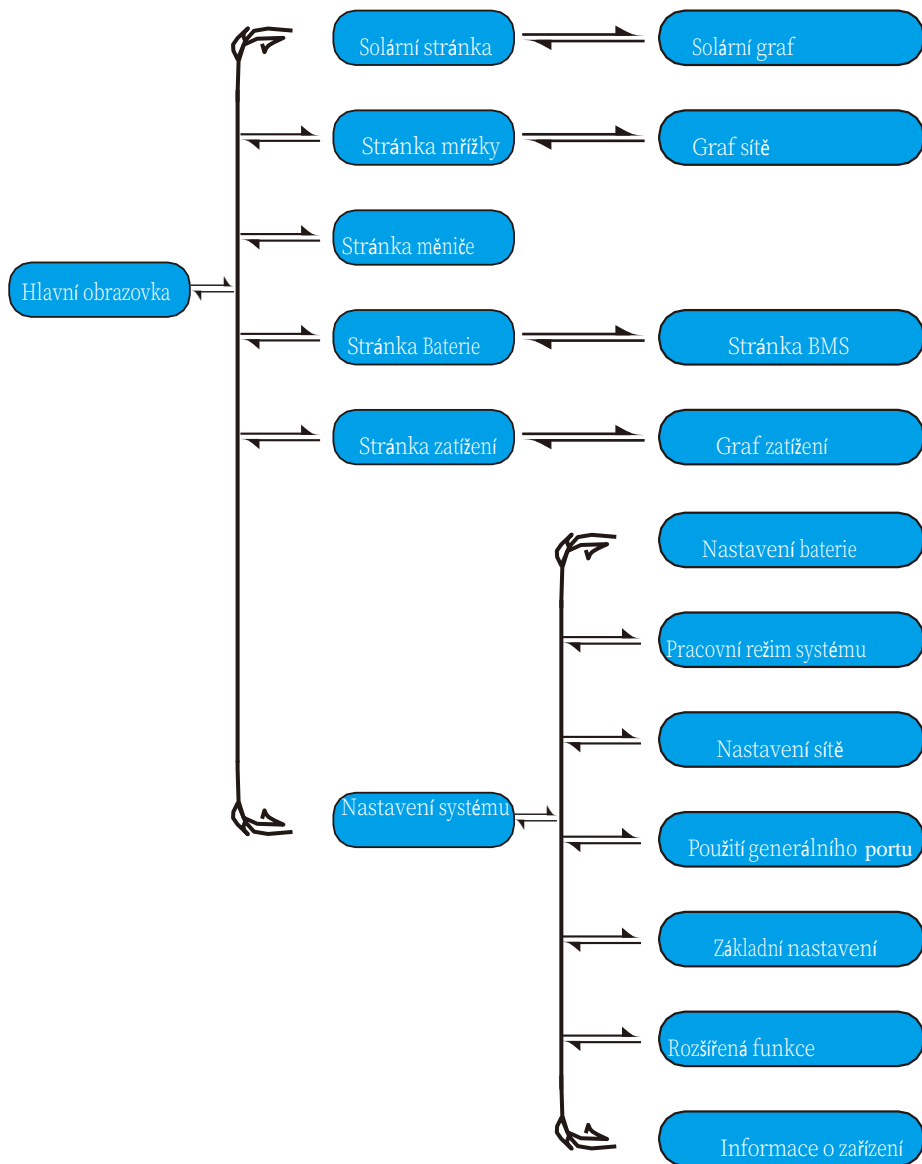 Solární stránka
Solární graf
Stránka mřížky
Graf sítě
Stránka měniče
Hlavní obrazovka
Stránka Baterie
Stránka BMS
Stránka zatížení
Graf zatížení
Nastavení baterie
Pracovní režim systému
Nastavení sítě
Nastavení systému
Použití generálního portu
Základní nastavení
Rozšířená funkce
Informace o zařízení